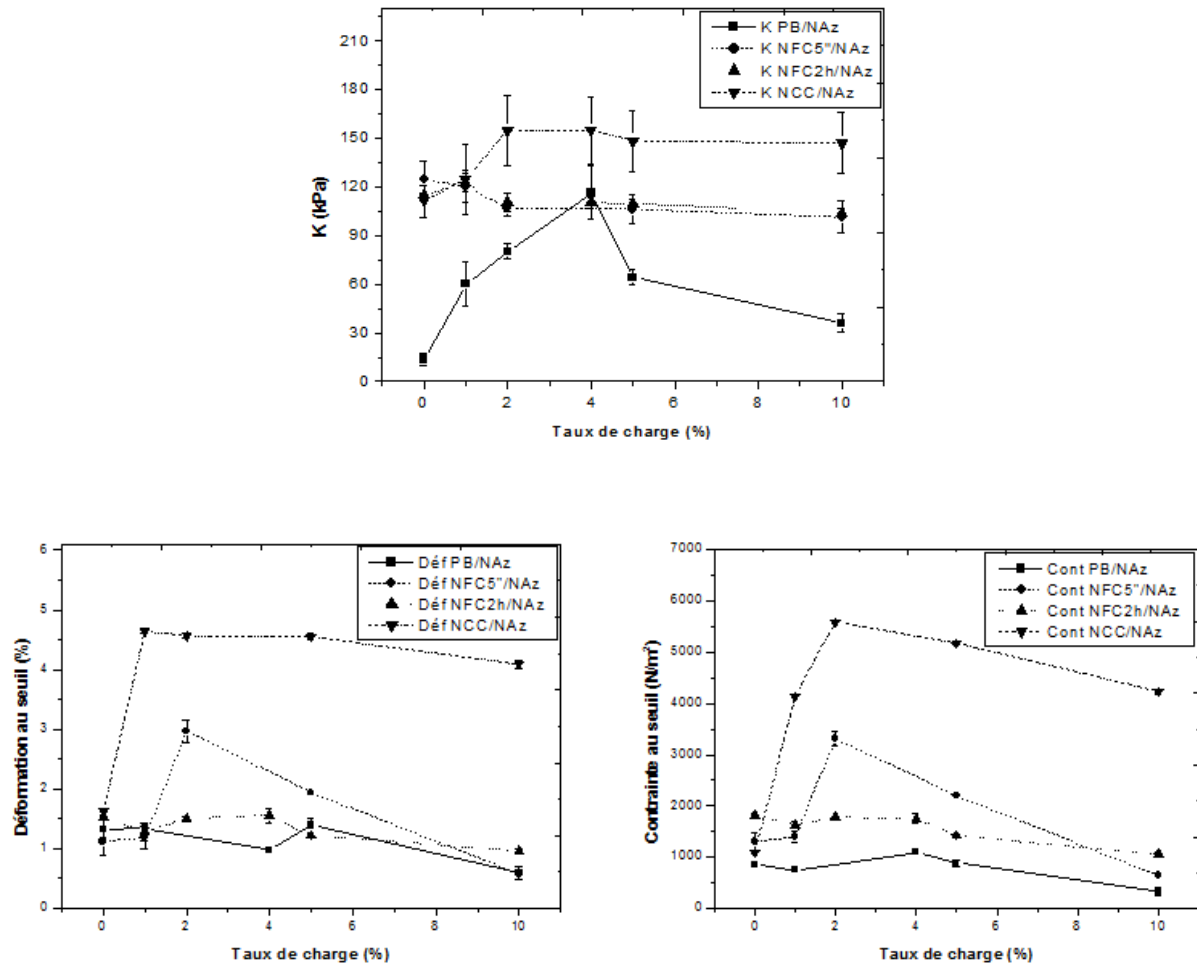 210
180
150
120
90
60
30
0
K (kPa)
K PB/NAz
K NFC5"/NAz
K NFC2h/NAz
K NCC/NAz
0 2 4 6 8 10
Taux de charge (%)
6
5
4
3
2
1
0
Déformation au seuil (%)
Déf PB/NAz
Déf NFC5"/NAz
Déf NFC2h/NAz
Déf NCC/NAz
0 2 4 6 8 10
Taux de charge (%)
7000
6000
5000
4000
3000
2000
1000
0
Contrainte au seuil (N/m²)
Cont PB/NAz
Cont NFC5"/NAz
Cont NFC2h/NAz
Cont NCC/NAz
0 2 4 6 8 10
Taux de charge (%)